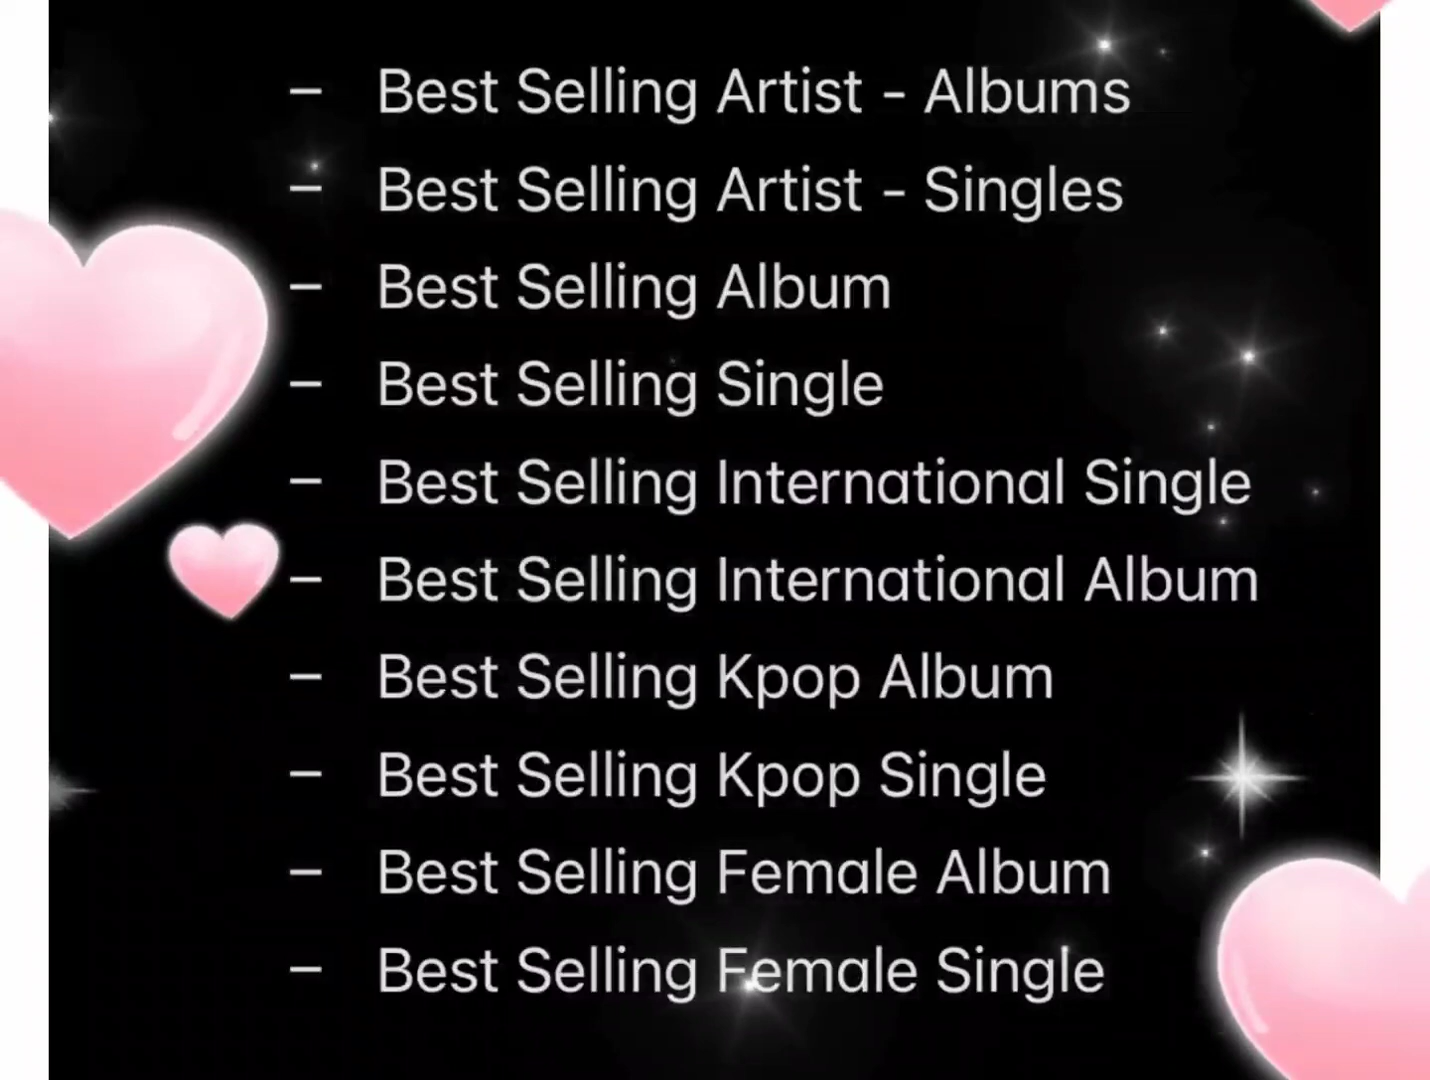 – Best Selling Artist - Albums
– Best Selling Artist - Singles
– Best Selling Album
– Best Selling Single
– Best Selling International Single
– Best Selling International Album
– Best Selling Kpop Album
– Best Selling Kpop Single
– Best Selling Female Album
– Best Selling Female Single